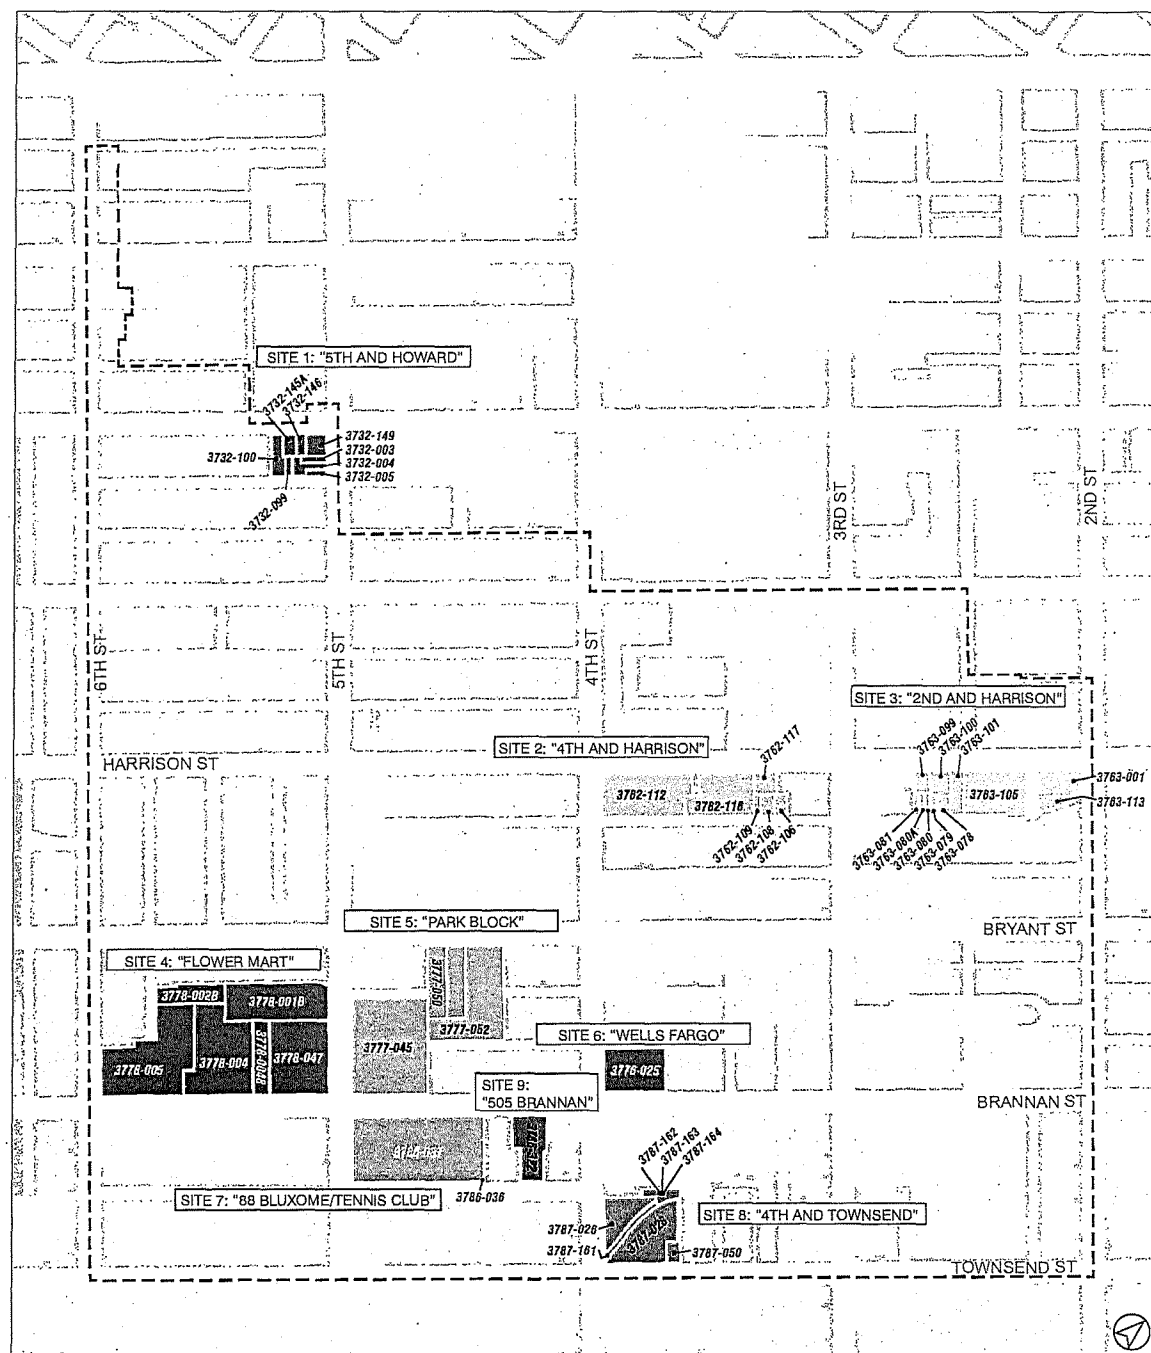 SITE 1: "5TH AND HOWARD"
3732-145A
3732-146
3732-149
3732-003
3732-100
3732-004
3732-005
3732-099
3RD ST
2ND ST
6TH ST
5TH ST
4TH ST
SITE 3: "2ND AND HARRISON"
SITE 2: "4TH AND HARRISON"
3762-117
3763-099
3763-100
3763-101
HARRISON ST
3763-001
3762-112
3763-105
3763-113
3762-109
3762-108
3762-106
3763-081
3763-080A
3763-080
3763-079
3763-078
SITE 5: "PARK BLOCK"
BRYANT ST
SITE 4: "FLOWER MART"
3778-002B
3778-001B
3777-050
3777-052
3777-045
SITE 6: "WELLS FARGO"
3778-005
3778-004
3778-047
3776-025
SITE 9:
"505 BRANNAN"
BRANNAN ST
3787-162
3787-163
3787-164
3786-036
SITE 7: "88 BLUXOME/TENNIS CLUB"
SITE 8: "4TH AND TOWNSEND"
3787-026
3787-161
3787-050
TOWNSEND ST